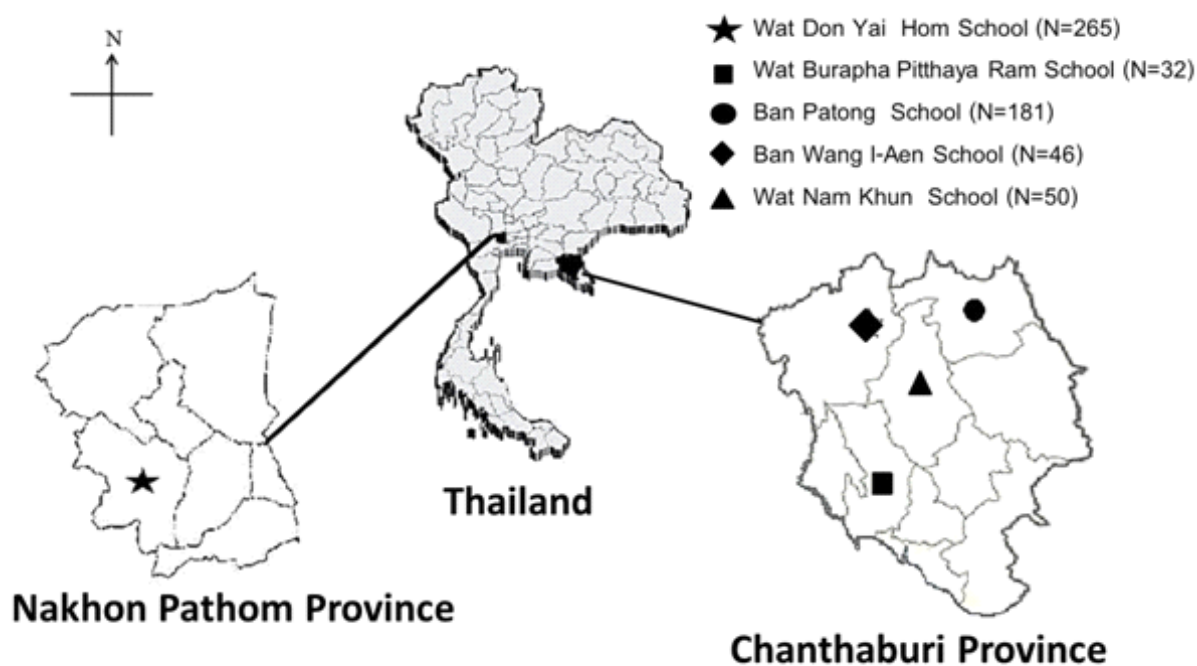 N
Wat Don Yai Hom School (N=265)
Wat Burapha Pitthaya Ram School (N=32)
Ban Patong School (N=181)
Ban Wang I-Aen School (N=46)
Wat Nam Khun School (N=50)
Thailand
Nakhon Pathom Province
Chanthaburi Province